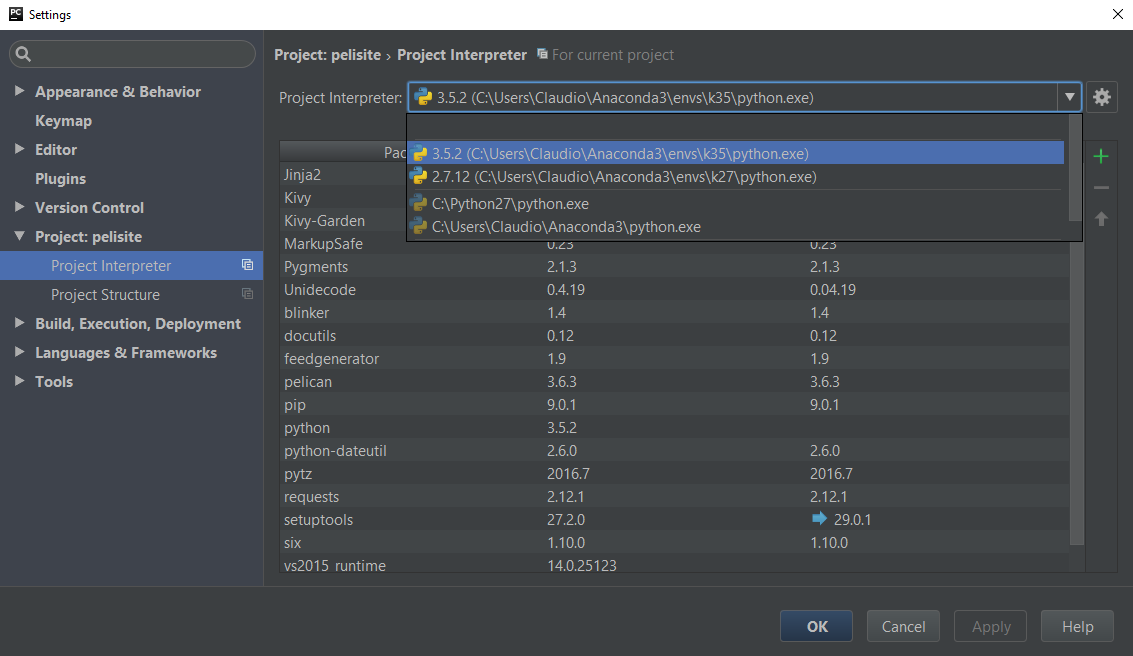 PC Settings
Project: pelisite › Project Interpreter For current project
Appearance & Behavior
Keymap
Editor
Plugins
Version Control
Project: pelisite
Project Interpreter
Project Structure
Build, Execution, Deployment
Languages & Frameworks
Tools
Project Interpreter: 3.5.2 (C:\Users\Claudio\Anaconda3\envs\k35\python.exe)
3.5.2 (C:\Users\Claudio\Anaconda3\envs\k35\python.exe)
2.7.12 (C:\Users\Claudio\Anaconda3\envs\k27\python.exe)
C:\Python27\python.exe
C:\Users\Claudio\Anaconda3\python.exe
Pac
Jinja2
Kivy
Kivy-Garden
MarkupSafe 0.23 0.23
Pygments 2.1.3 2.1.3
Unidecode 0.4.19 0.04.19
blinker 1.4 1.4
docutils 0.12 0.12
feedgenerator 1.9 1.9
pelican 3.6.3 3.6.3
pip 9.0.1 9.0.1
python 3.5.2
python-dateutil 2.6.0 2.6.0
pytz 2016.7 2016.7
requests 2.12.1 2.12.1
setuptools 27.2.0 29.0.1
six 1.10.0 1.10.0
vs2015_runtime 14.0.25123
OK Cancel Apply Help